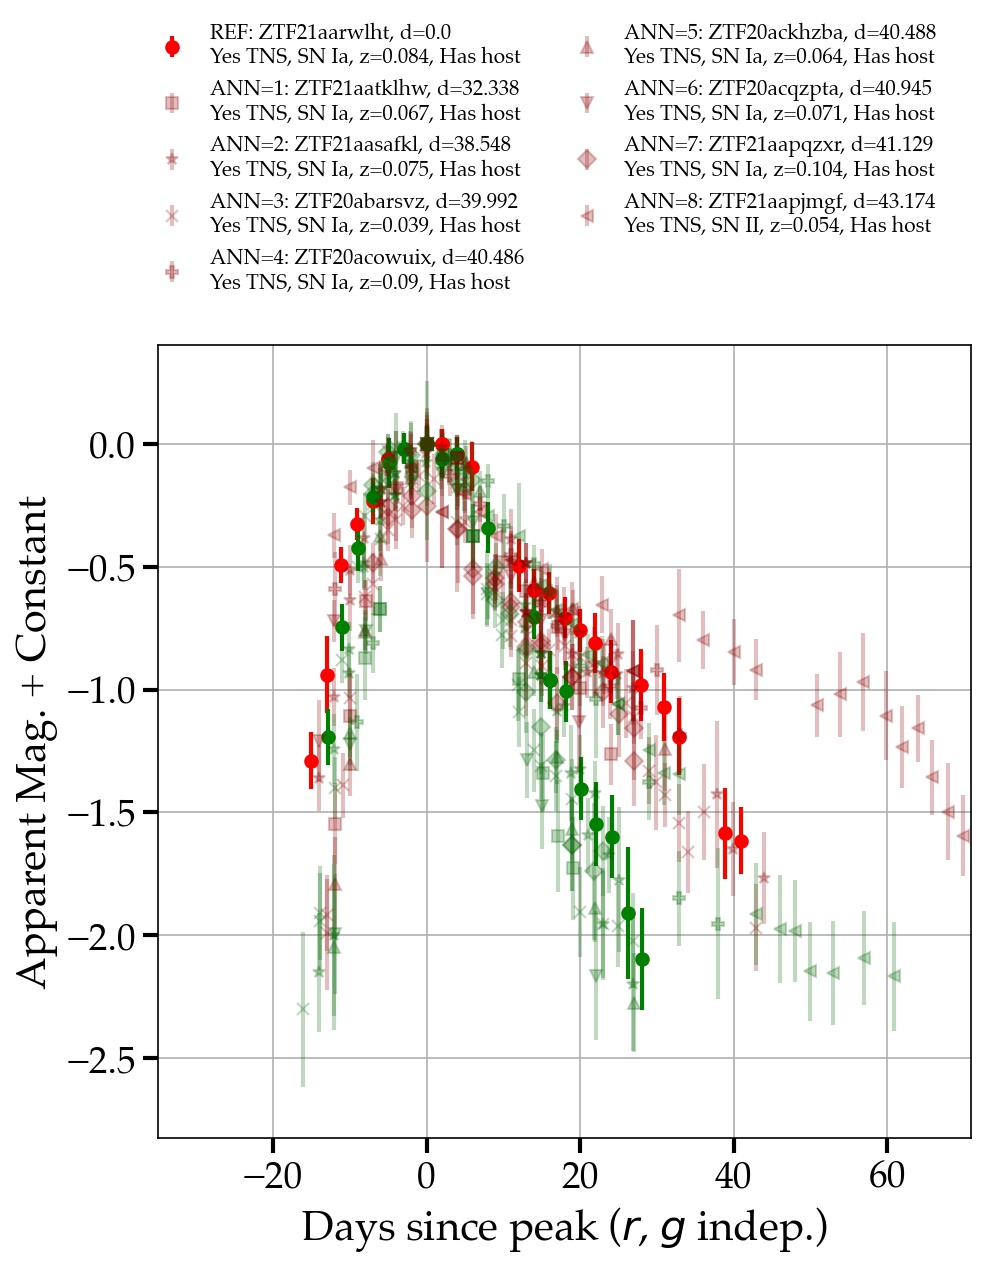 REF: ZTF21aarwlht, d=0.0
Yes TNS, SN Ia, z=0.084, Has host
ANN=1: ZTF21aatklhw, d=32.338
Yes TNS, SN Ia, z=0.067, Has host
ANN=2: ZTF21aasafkl, d=38.548
Yes TNS, SN Ia, z=0.075, Has host
ANN=3: ZTF20abarsvz, d=39.992
Yes TNS, SN Ia, z=0.039, Has host
ANN=4: ZTF20acowuix, d=40.486
Yes TNS, SN Ia, z=0.09, Has host
ANN=5: ZTF20ackhzba, d=40.488
Yes TNS, SN Ia, z=0.064, Has host
ANN=6: ZTF20acqzpta, d=40.945
Yes TNS, SN Ia, z=0.071, Has host
ANN=7: ZTF21aapqzxr, d=41.129
Yes TNS, SN Ia, z=0.104, Has host
ANN=8: ZTF21aapjmgf, d=43.174
Yes TNS, SN II, z=0.054, Has host
Apparent Mag. + Constant
0.0
−0.5
−1.0
−1.5
−2.0
−2.5
−20 0 20 40 60
Days since peak (r, g indep.)